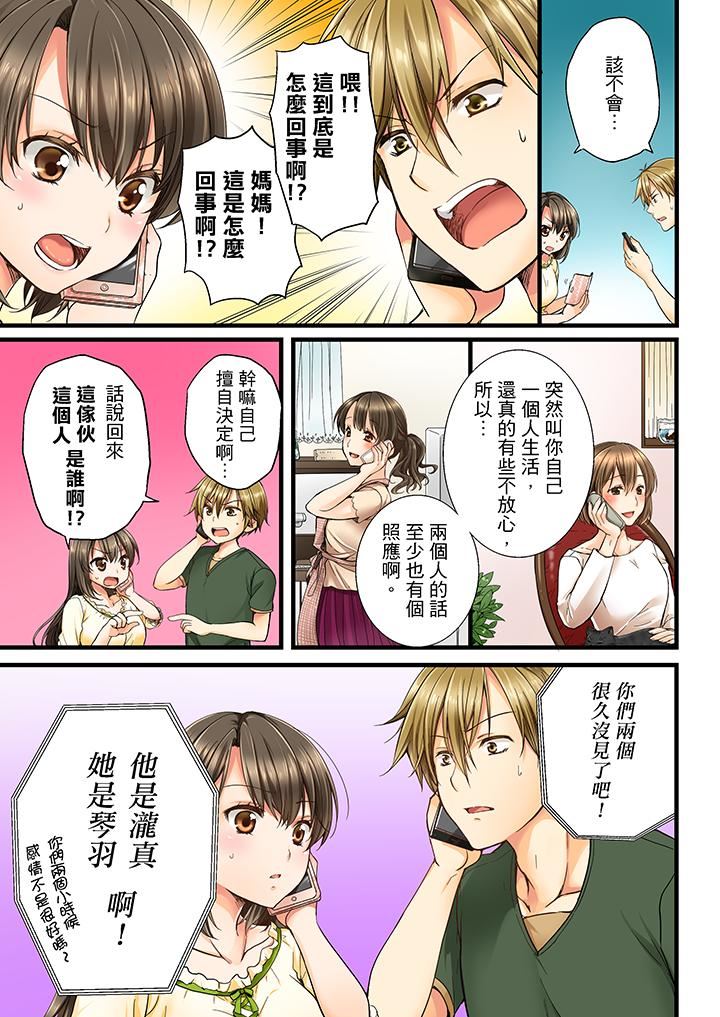 該不會…
喂!!
這到底是
怎麼回事啊!?
媽媽！
這是怎麼
回事啊!?
突然叫你自己
一個人生活，
還真的有些不放心，
所以…
兩個人的話
至少也有個
照應啊。
幹嘛自己
擅自決定啊…
話說回來
這傢伙 是誰啊!?
這個人
你們兩個
很久沒見了吧！
他是瀧真
她是琴羽 啊！
你們兩個小時候
感情不是很好嗎~